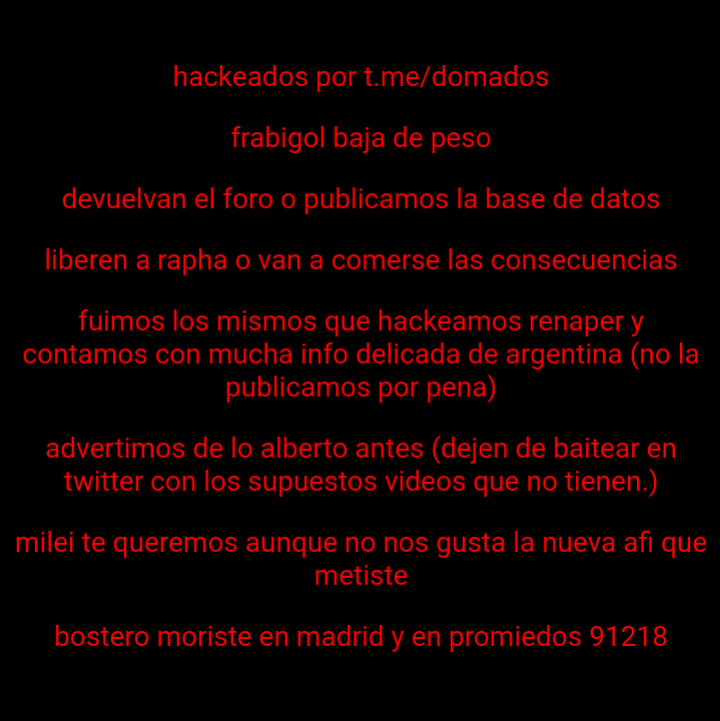 hackeados por t.me/domados
frabigol baja de peso
devuelvan el foro o publicamos la base de datos
liberen a rapha o van a comerse las consecuencias
fuimos los mismos que hackeamos renaper y
contamos con mucha info delicada de argentina (no la
publicamos por pena)
advertimos de lo alberto antes (dejen de baitear en
twitter con los supuestos videos que no tienen.)
milei te queremos aunque no nos gusta la nueva afi que
metiste
bostero moriste en madrid y en promiedos 91218